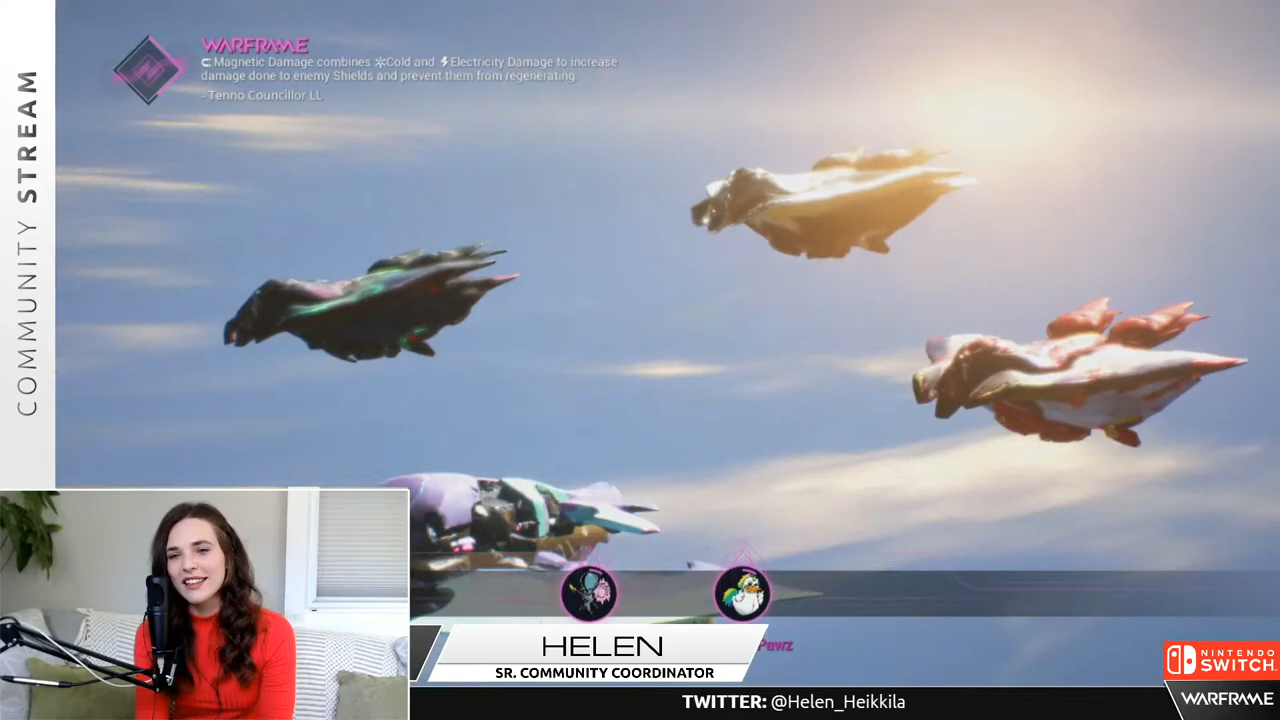 COMMUNITY STREAM
WARFRAME
Magnetic Damage combines Cold and Electricity Damage to increase
damage done to enemy Shields and prevent them from regenerating.
- Tenno Councillor LL
Pawz
HELEN
SR. COMMUNITY COORDINATOR
TWITTER: @Helen_Heikkila
NINTENDO
SWITCH
WARFRAME